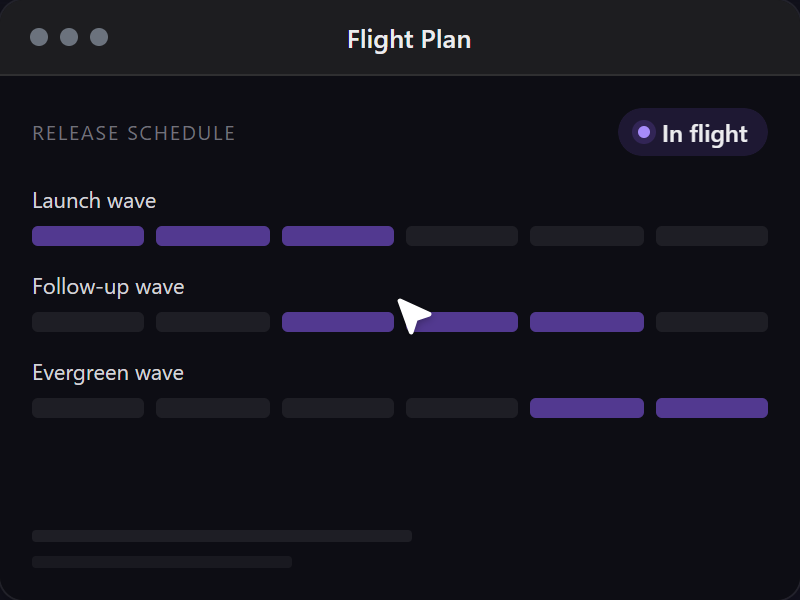 Flight Plan
RELEASE SCHEDULE
In flight
Launch wave
Follow-up wave
Evergreen wave